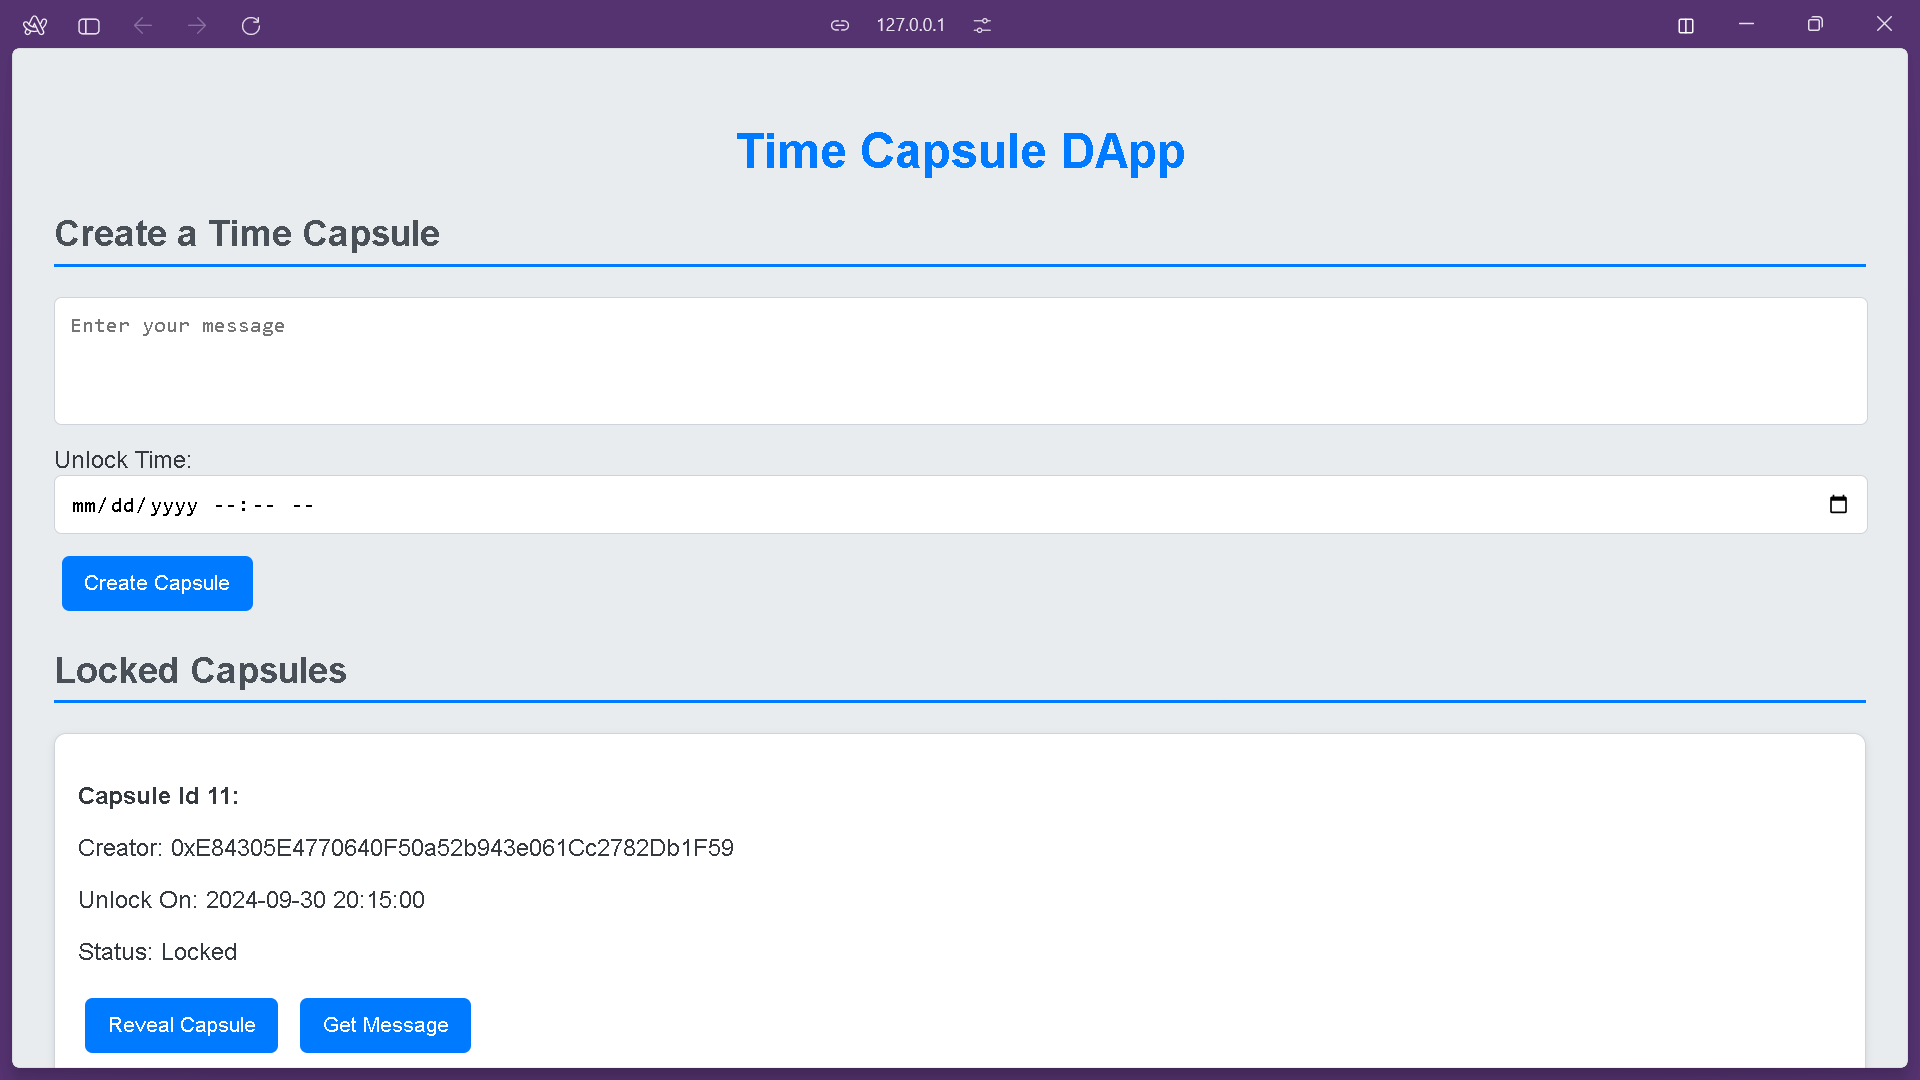 127.0.0.1
Time Capsule DApp
Create a Time Capsule
Enter your message
Unlock Time:
mm/dd/yyyy --:-- --
Create Capsule
Locked Capsules
Capsule Id 11:
Creator: 0xE84305E4770640F50a52b943e061Cc2782Db1F59
Unlock On: 2024-09-30 20:15:00
Status: Locked
Reveal Capsule Get Message